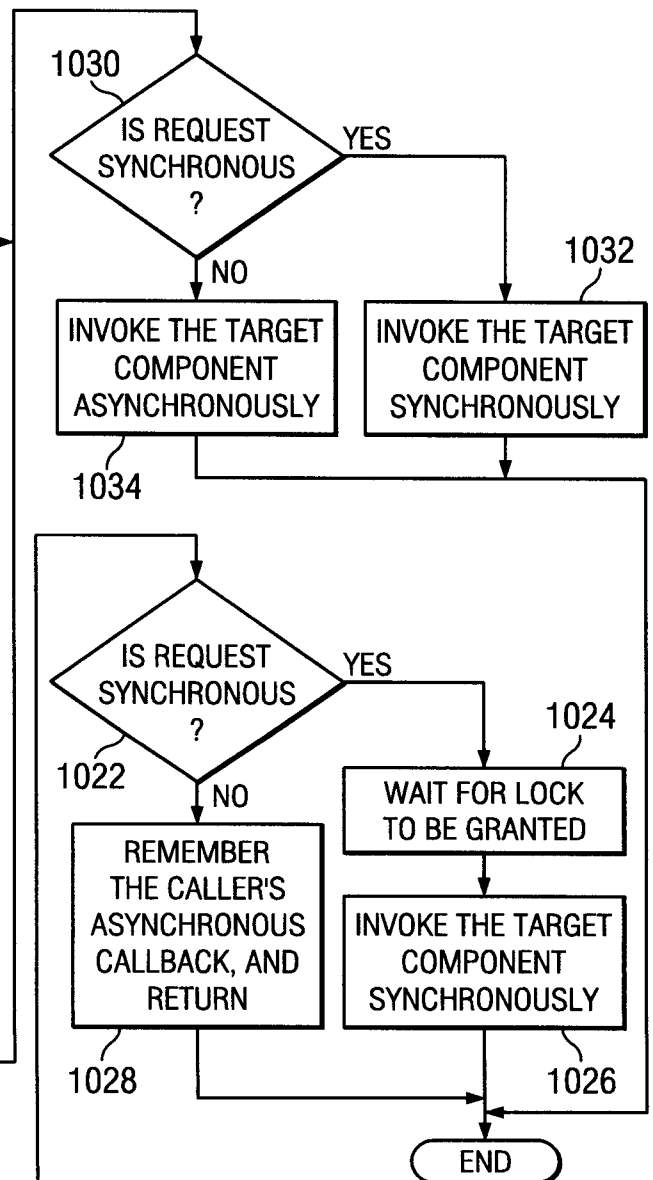 1030
IS REQUEST
SYNCHRONOUS
?
YES
NO
1032
INVOKE THE TARGET
COMPONENT
ASYNCHRONOUSLY
INVOKE THE TARGET
COMPONENT
SYNCHRONOUSLY
1034
IS REQUEST
SYNCHRONOUS
?
YES
1022
NO
1024
WAIT FOR LOCK
TO BE GRANTED
REMEMBER
THE CALLER'S
ASYNCHRONOUS
CALLBACK, AND
RETURN
INVOKE THE TARGET
COMPONENT
SYNCHRONOUSLY
1028
1026
END